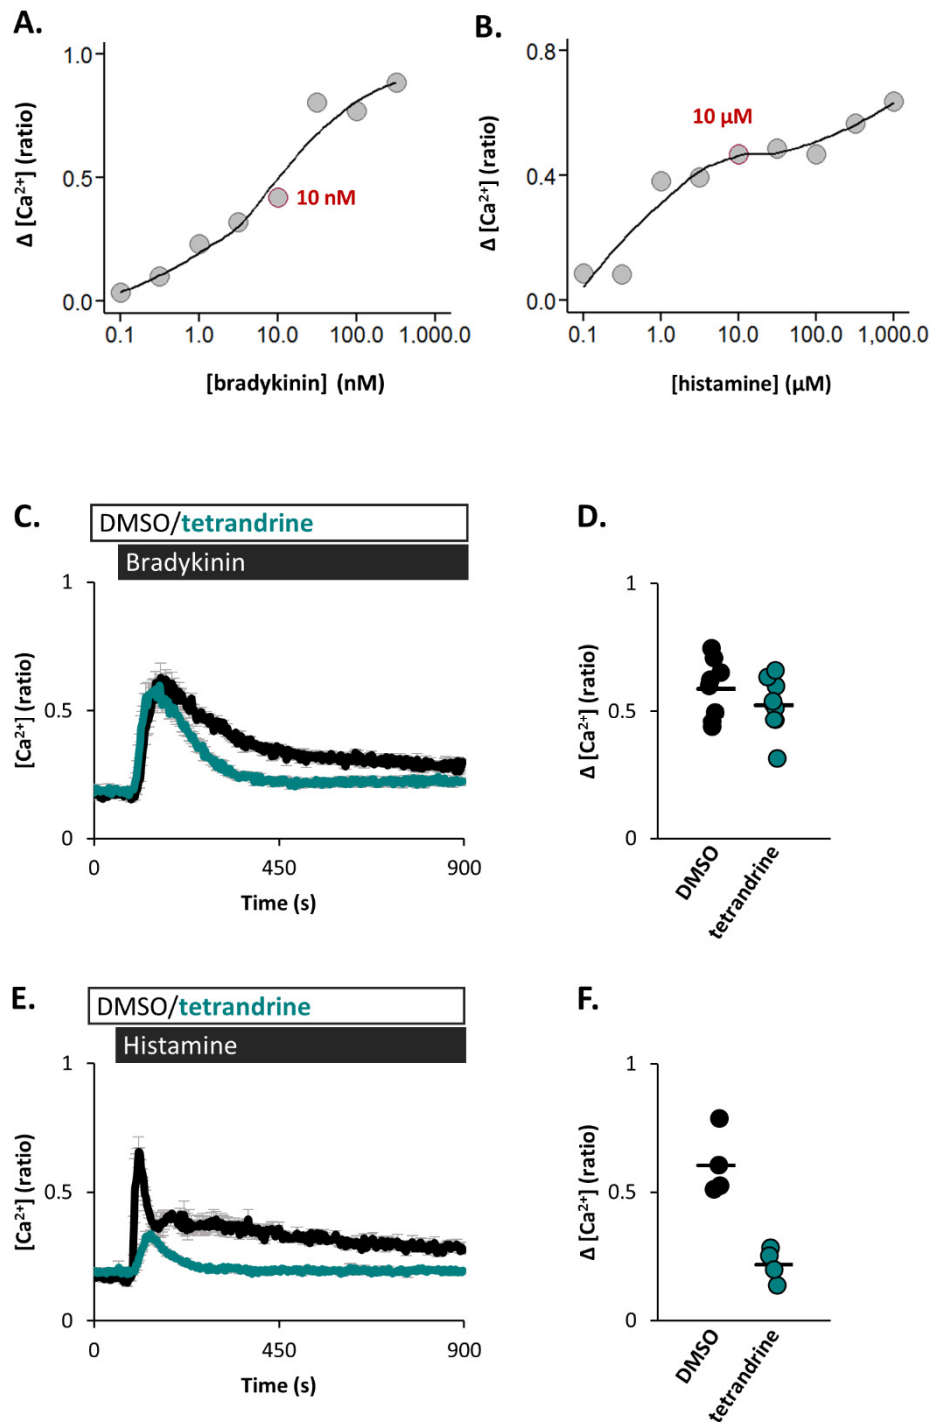 A.
Δ [Ca²⁺] (ratio)
1.0
0.5
0.0
10 nM
0.1 1.0 10.0 100.0 1,000.0
[bradykinin] (nM)
B.
Δ [Ca²⁺] (ratio)
0.8
0.4
0.0
10 µM
0.1 1.0 10.0 100.0 1,000.0
[histamine] (µM)
C.
DMSO/tetrandrine
Bradykinin
[Ca²⁺] (ratio)
1
0.5
0
0 450 900
Time (s)
D.
Δ [Ca²⁺] (ratio)
1
0.5
0
DMSO
tetrandrine
E.
DMSO/tetrandrine
Histamine
[Ca²⁺] (ratio)
1
0.5
0
0 450 900
Time (s)
F.
Δ [Ca²⁺] (ratio)
1
0.5
0
DMSO
tetrandrine